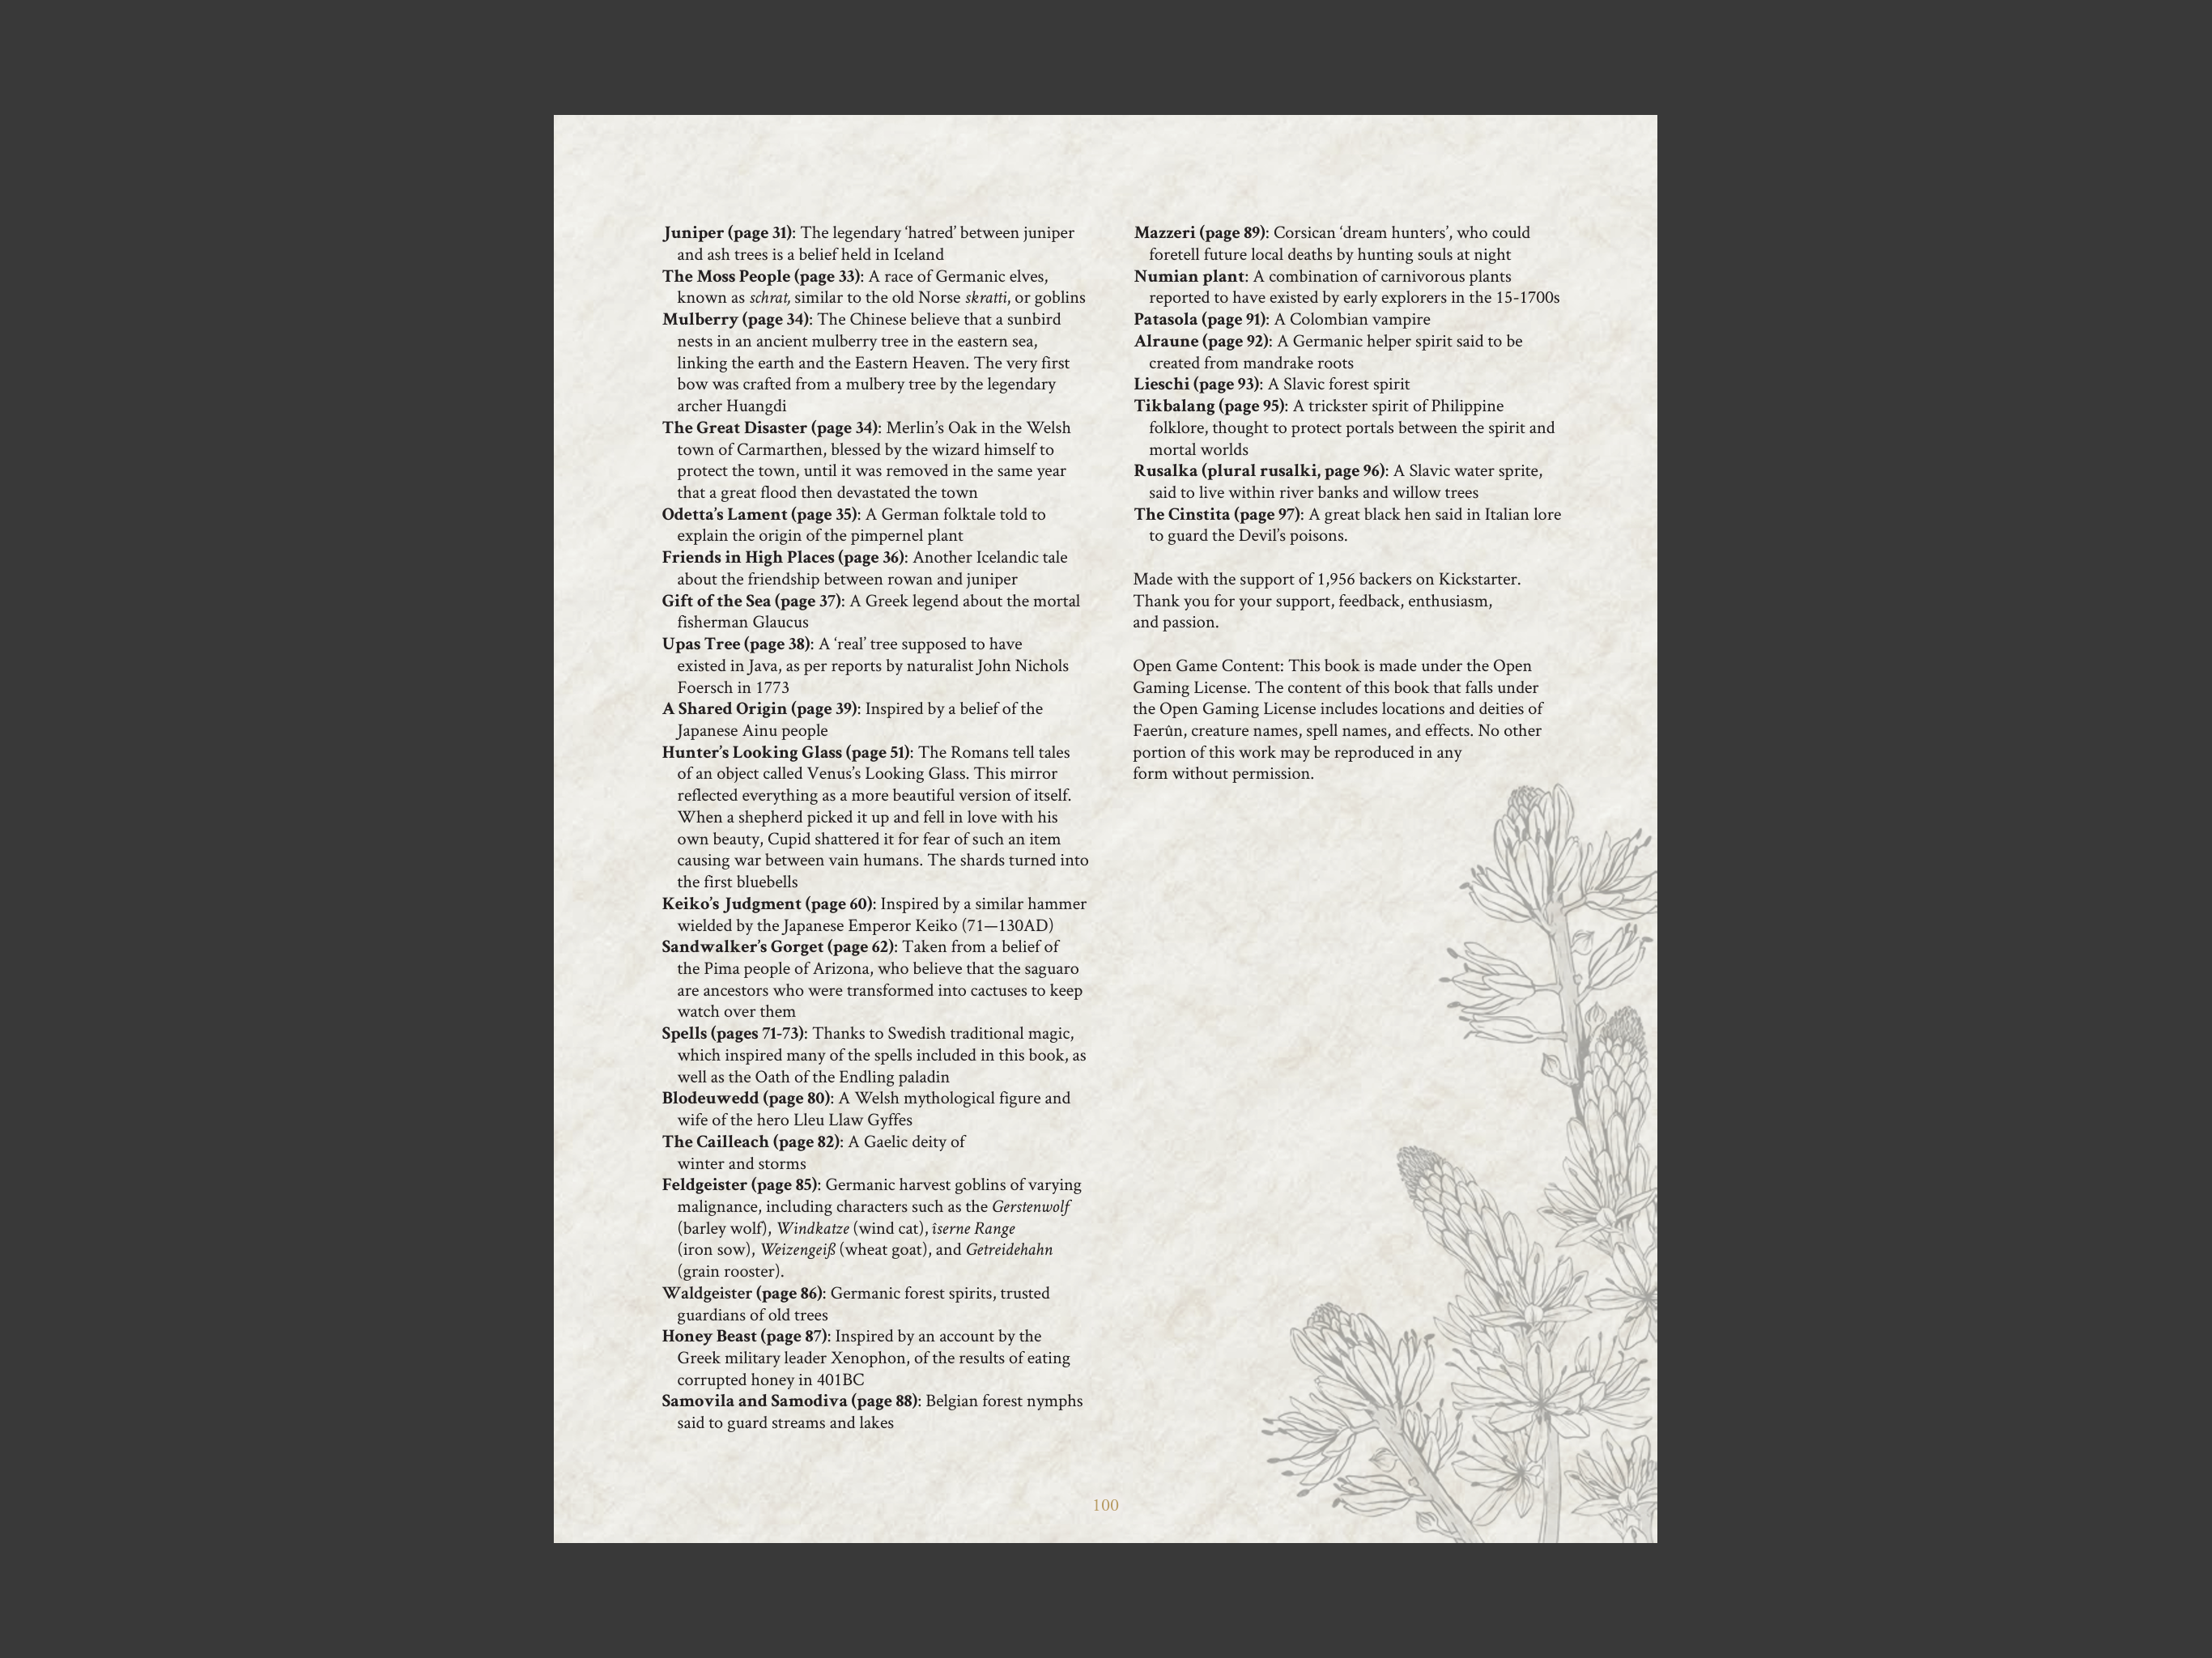 Juniper (page 31): The legendary ‘hatred’ between juniper
and ash trees is a belief held in Iceland
The Moss People (page 33): A race of Germanic elves,
known as schrat, similar to the old Norse skratti, or goblins
Mulberry (page 34): The Chinese believe that a sunbird
nests in an ancient mulberry tree in the eastern sea,
linking the earth and the Eastern Heaven. The very first
bow was crafted from a mulbery tree by the legendary
archer Huangdi
The Great Disaster (page 34): Merlin’s Oak in the Welsh
town of Carmarthen, blessed by the wizard himself to
protect the town, until it was removed in the same year
that a great flood then devastated the town
Odetta’s Lament (page 35): A German folktale told to
explain the origin of the pimpernel plant
Friends in High Places (page 36): Another Icelandic tale
about the friendship between rowan and juniper
Gift of the Sea (page 37): A Greek legend about the mortal
fisherman Glaucus
Upas Tree (page 38): A ‘real’ tree supposed to have
existed in Java, as per reports by naturalist John Nichols
Foersch in 1773
A Shared Origin (page 39): Inspired by a belief of the
Japanese Ainu people
Hunter’s Looking Glass (page 51): The Romans tell tales
of an object called Venus’s Looking Glass. This mirror
reflected everything as a more beautiful version of itself.
When a shepherd picked it up and fell in love with his
own beauty, Cupid shattered it for fear of such an item
causing war between vain humans. The shards turned into
the first bluebells
Keiko’s Judgment (page 60): Inspired by a similar hammer
wielded by the Japanese Emperor Keiko (71—130AD)
Sandwalker’s Gorget (page 62): Taken from a belief of
the Pima people of Arizona, who believe that the saguaro
are ancestors who were transformed into cactuses to keep
watch over them
Spells (pages 71-73): Thanks to Swedish traditional magic,
which inspired many of the spells included in this book, as
well as the Oath of the Endling paladin
Blodeuwedd (page 80): A Welsh mythological figure and
wife of the hero Lleu Llaw Gyffes
The Cailleach (page 82): A Gaelic deity of
winter and storms
Feldgeister (page 85): Germanic harvest goblins of varying
malignance, including characters such as the Gerstenwolf
(barley wolf), Windkatze (wind cat), îserne Range
(iron sow), Weizengeiß (wheat goat), and Getreidehahn
(grain rooster).
Waldgeister (page 86): Germanic forest spirits, trusted
guardians of old trees
Honey Beast (page 87): Inspired by an account by the
Greek military leader Xenophon, of the results of eating
corrupted honey in 401BC
Samovila and Samodiva (page 88): Belgian forest nymphs
said to guard streams and lakes
Mazzeri (page 89): Corsican ‘dream hunters’, who could
foretell future local deaths by hunting souls at night
Numian plant: A combination of carnivorous plants
reported to have existed by early explorers in the 15-1700s
Patasola (page 91): A Colombian vampire
Alraune (page 92): A Germanic helper spirit said to be
created from mandrake roots
Lieschi (page 93): A Slavic forest spirit
Tikbalang (page 95): A trickster spirit of Philippine
folklore, thought to protect portals between the spirit and
mortal worlds
Rusalka (plural rusalki, page 96): A Slavic water sprite,
said to live within river banks and willow trees
The Cinstita (page 97): A great black hen said in Italian lore
to guard the Devil’s poisons.
Made with the support of 1,956 backers on Kickstarter.
Thank you for your support, feedback, enthusiasm,
and passion.
Open Game Content: This book is made under the Open
Gaming License. The content of this book that falls under
the Open Gaming License includes locations and deities of
Faerûn, creature names, spell names, and effects. No other
portion of this work may be reproduced in any
form without permission.
100